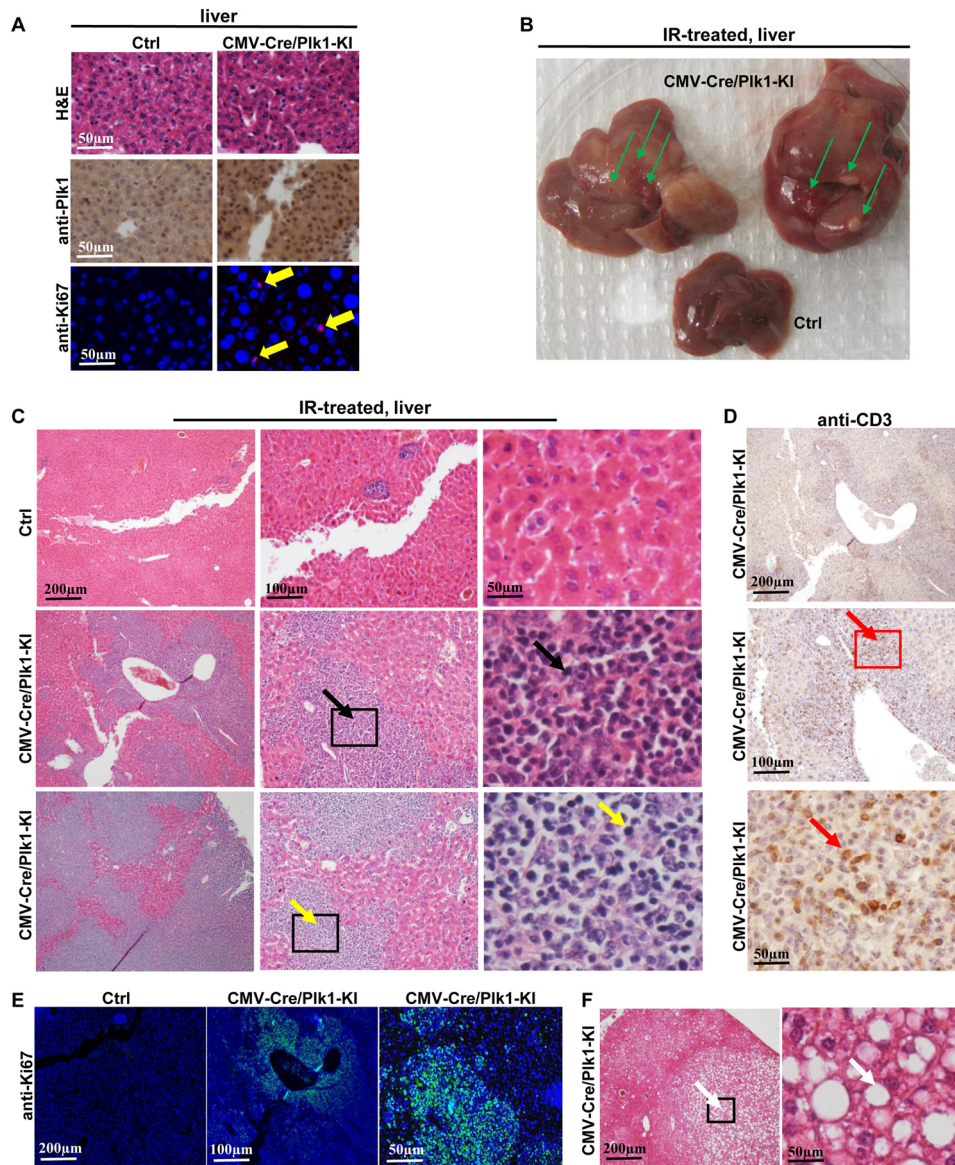 A
liver
Ctrl
CMV-Cre/Plk1-KI
H&E
50µm
anti-Plk1
50µm
anti-Ki67
50µm
B
IR-treated, liver
CMV-Cre/Plk1-KI
Ctrl
C
IR-treated, liver
Ctrl
200µm
100µm
50µm
CMV-Cre/Plk1-KI
CMV-Cre/Plk1-KI
D
anti-CD3
CMV-Cre/Plk1-KI
200µm
CMV-Cre/Plk1-KI
100µm
CMV-Cre/Plk1-KI
50µm
E
Ctrl
CMV-Cre/Plk1-KI
CMV-Cre/Plk1-KI
anti-Ki67
200µm
100µm
50µm
F
CMV-Cre/Plk1-KI
200µm
50µm